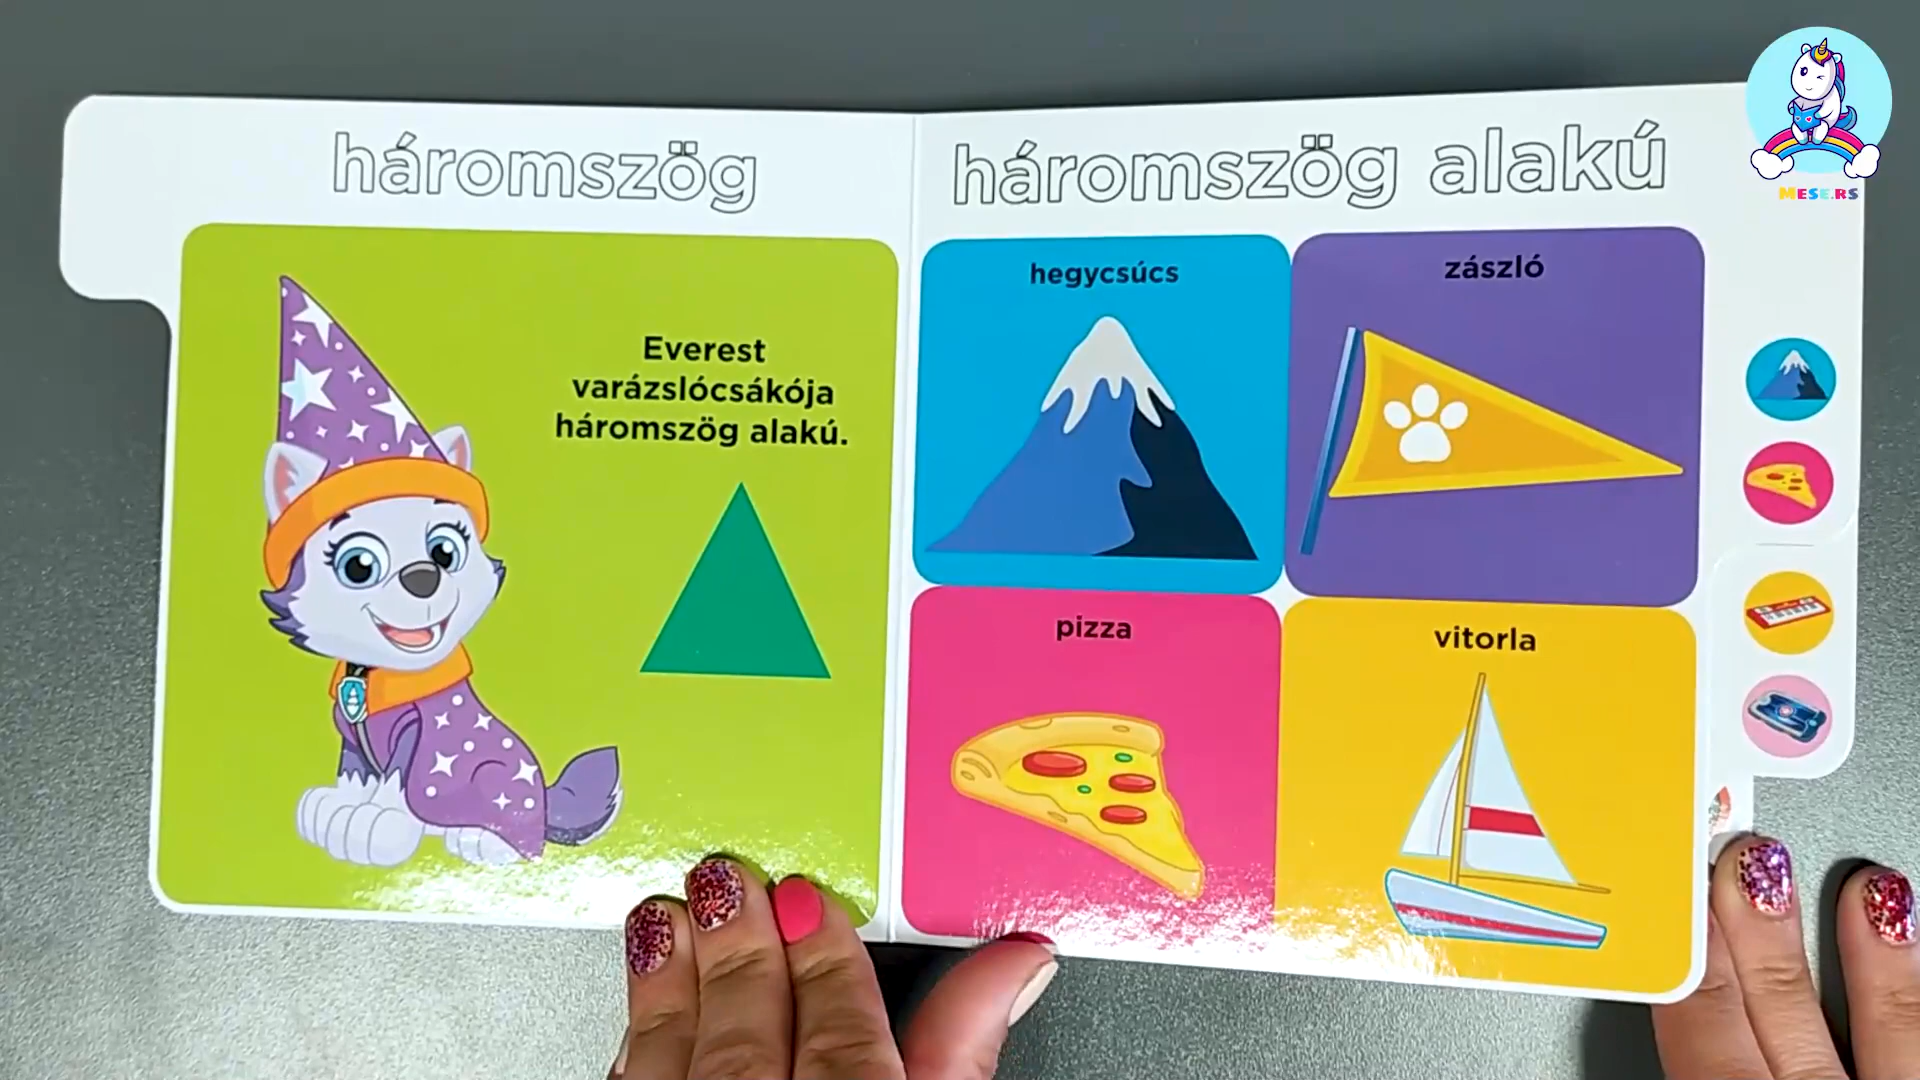 háromszög
Everest
varázslócsákója
háromszög alakú.
háromszög alakú
hegycsúcs
zászló
pizza
vitorla
MESE.RS